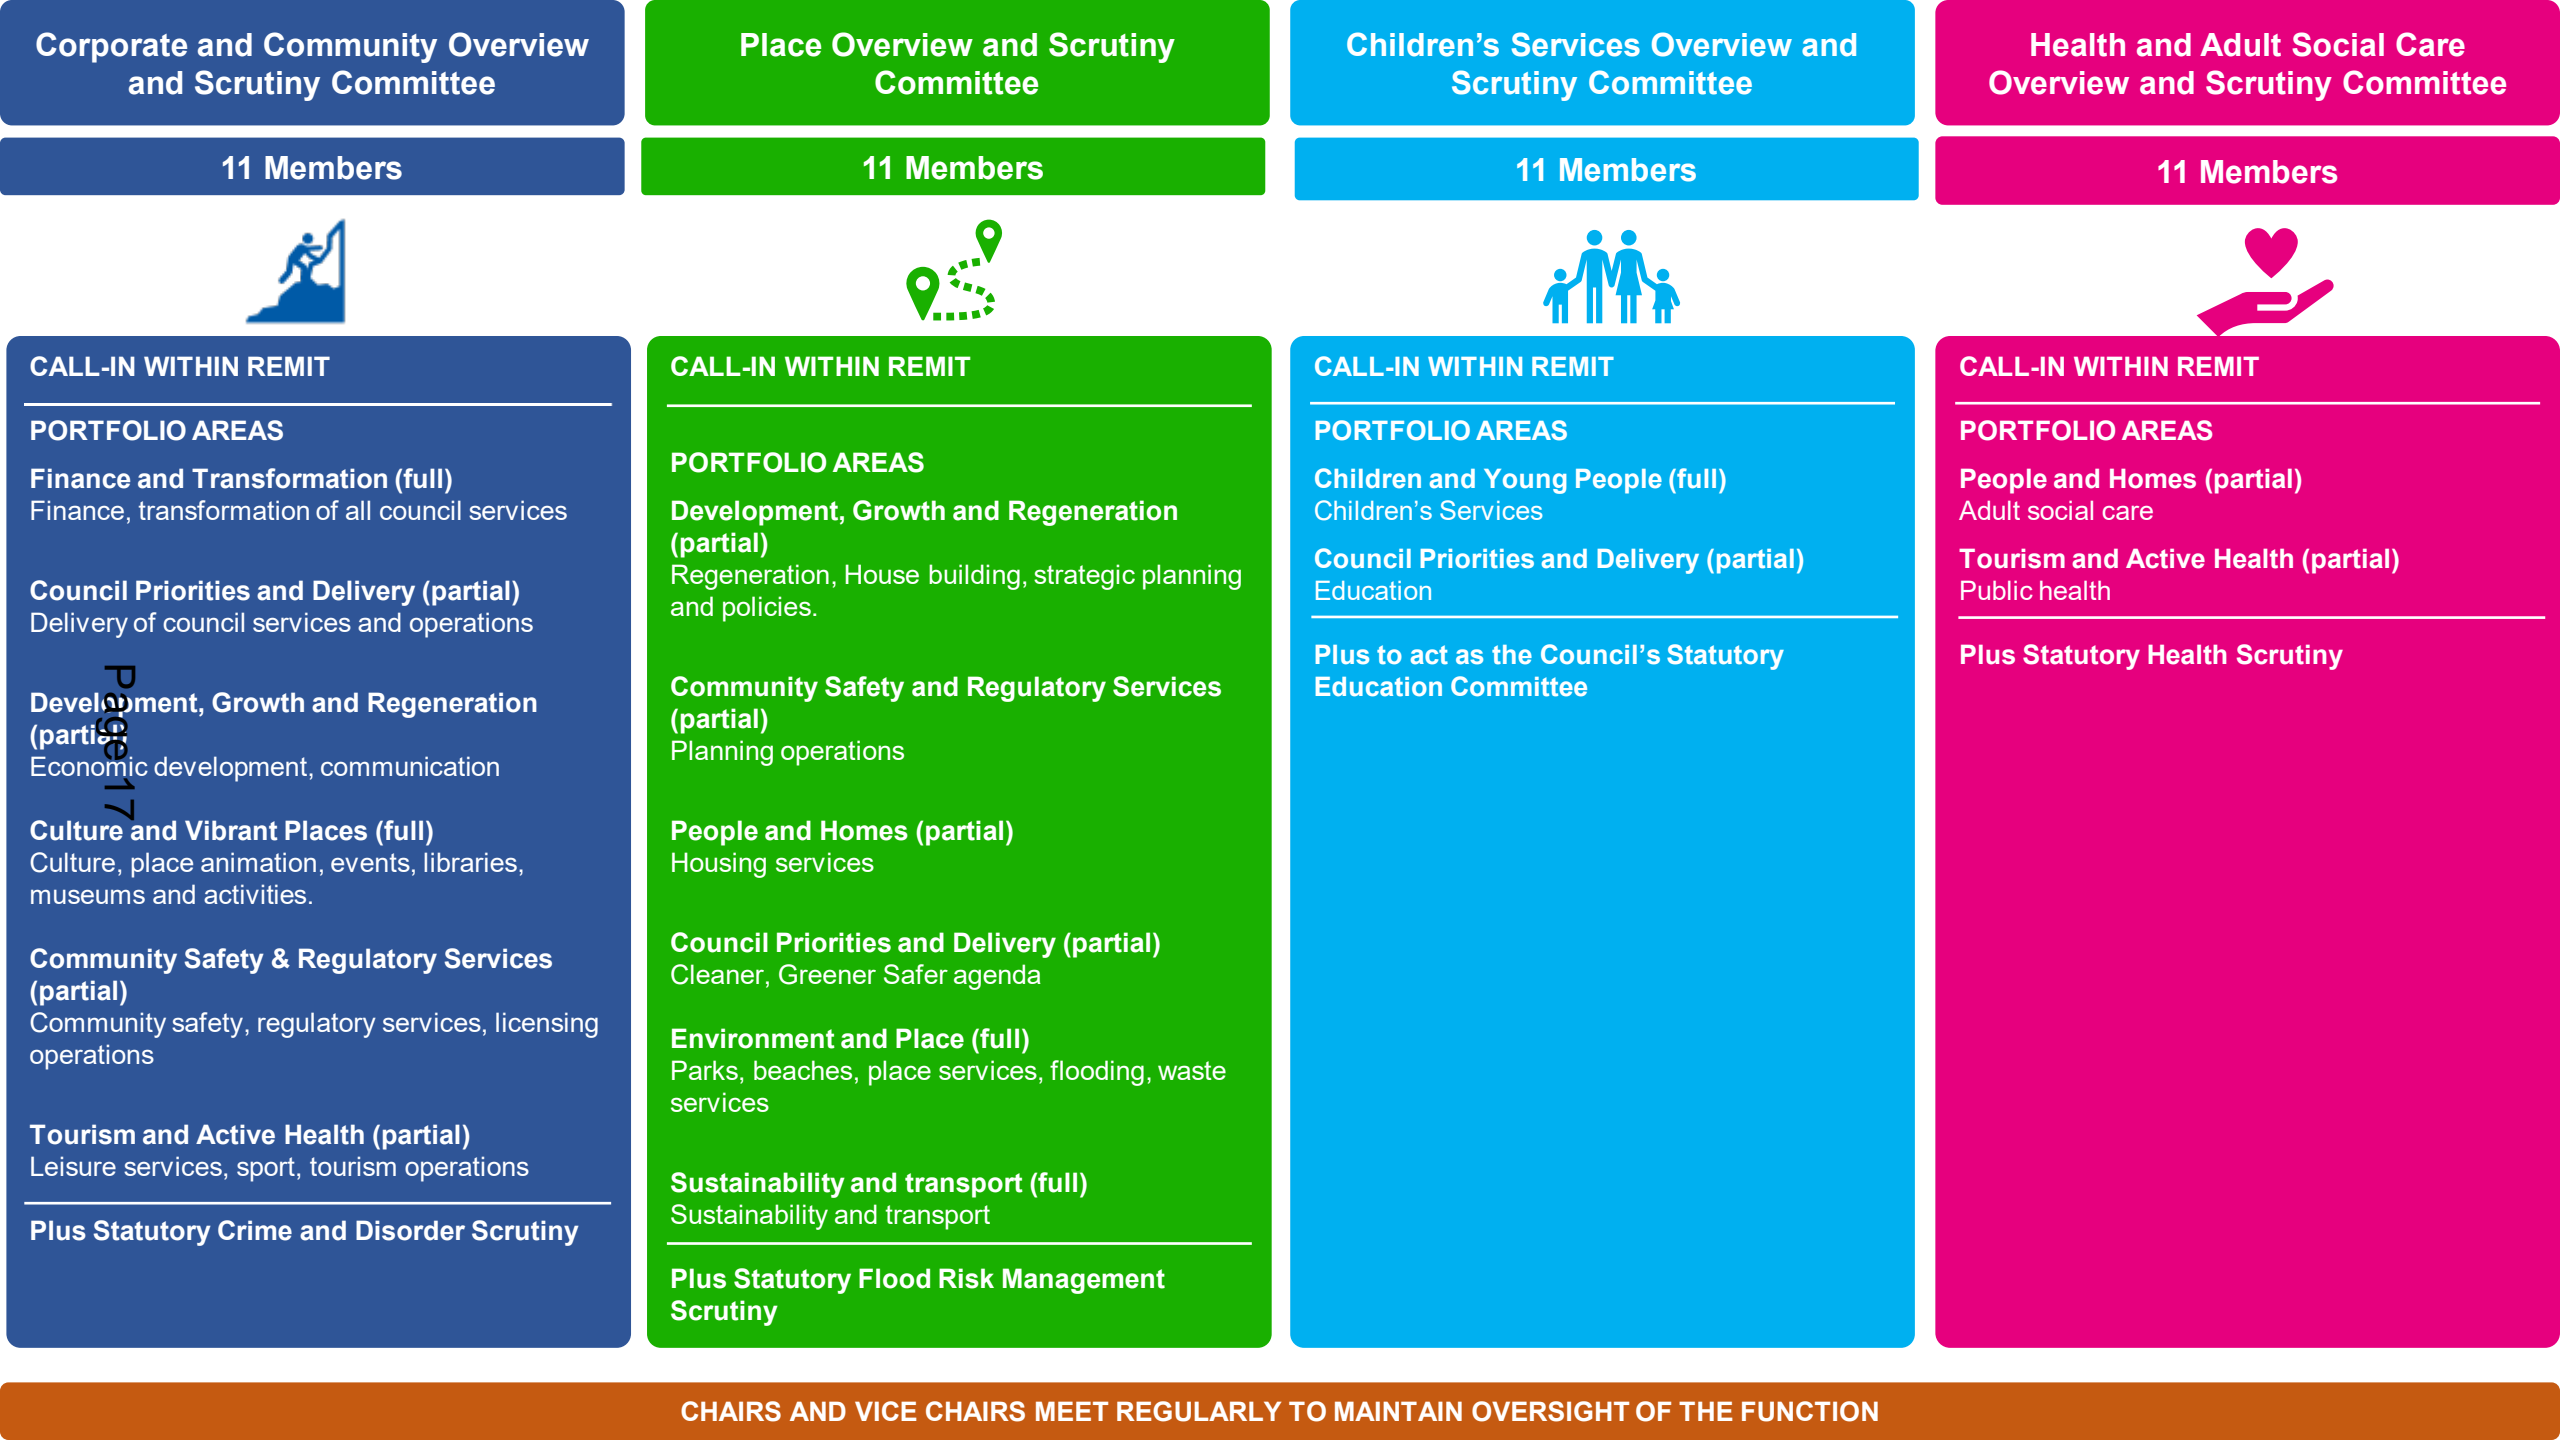 Corporate and Community Overview
and Scrutiny Committee
11 Members
CALL-IN WITHIN REMIT
PORTFOLIO AREAS
Finance and Transformation (full)
Finance, transformation of all council services
Council Priorities and Delivery (partial)
Delivery of council services and operations
Development, Growth and Regeneration
(partial)
Economic development, communication
Culture and Vibrant Places (full)
Culture, place animation, events, libraries,
museums and activities.
Community Safety & Regulatory Services
(partial)
Community safety, regulatory services, licensing
operations
Tourism and Active Health (partial)
Leisure services, sport, tourism operations
Plus Statutory Crime and Disorder Scrutiny
Page 17
Place Overview and Scrutiny
Committee
11 Members
CALL-IN WITHIN REMIT
PORTFOLIO AREAS
Development, Growth and Regeneration
(partial)
Regeneration, House building, strategic planning
and policies.
Community Safety and Regulatory Services
(partial)
Planning operations
People and Homes (partial)
Housing services
Council Priorities and Delivery (partial)
Cleaner, Greener Safer agenda
Environment and Place (full)
Parks, beaches, place services, flooding, waste
services
Sustainability and transport (full)
Sustainability and transport
Plus Statutory Flood Risk Management
Scrutiny
Children’s Services Overview and
Scrutiny Committee
11 Members
CALL-IN WITHIN REMIT
PORTFOLIO AREAS
Children and Young People (full)
Children’s Services
Council Priorities and Delivery (partial)
Education
Plus to act as the Council’s Statutory
Education Committee
Health and Adult Social Care
Overview and Scrutiny Committee
11 Members
CALL-IN WITHIN REMIT
PORTFOLIO AREAS
People and Homes (partial)
Adult social care
Tourism and Active Health (partial)
Public health
Plus Statutory Health Scrutiny
CHAIRS AND VICE CHAIRS MEET REGULARLY TO MAINTAIN OVERSIGHT OF THE FUNCTION